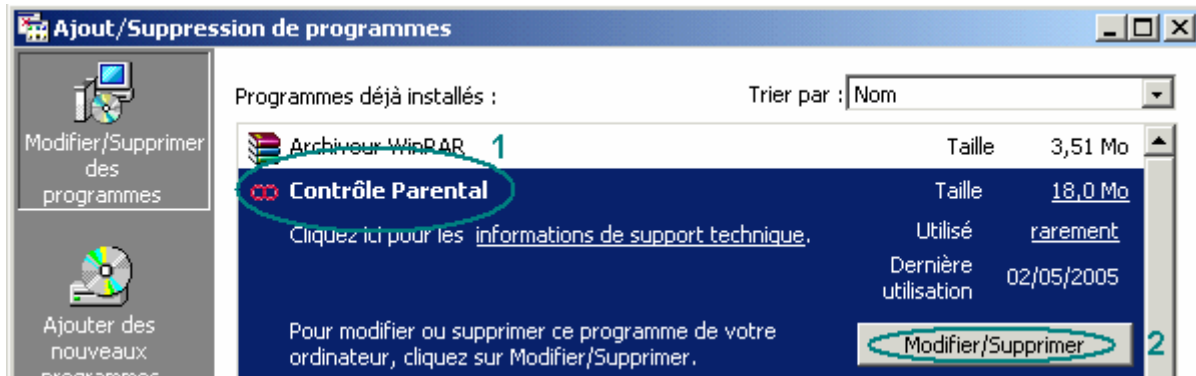 Ajout/Suppression de programmes
Modifier/Supprimer
des
programmes
Ajouter des
nouveaux
programmes
Programmes déjà installés :
Trier par : Nom
Archiveur WinRAR 1 Taille 3,51 Mo
Contrôle Parental Taille 18,0 Mo
Cliquez ici pour les informations de support technique. Utilisé rarement
Dernière
utilisation 02/05/2005
Pour modifier ou supprimer ce programme de votre
ordinateur, cliquez sur Modifier/Supprimer.
Modifier/Supprimer 2